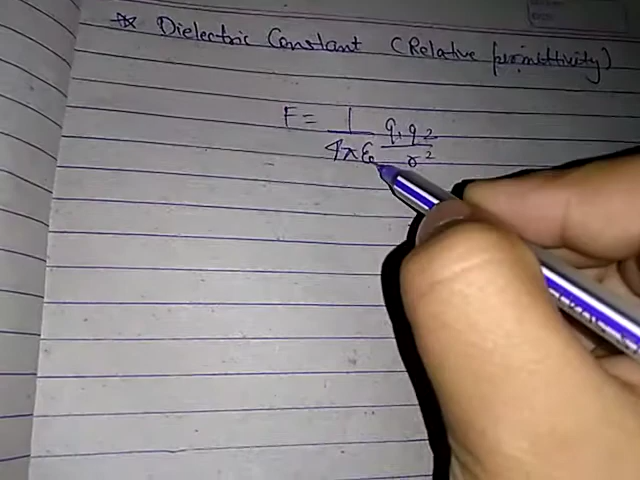 * Dielectric Constant (Relative permittivity)
F = 1/4πε₀ q₁q₂/r²